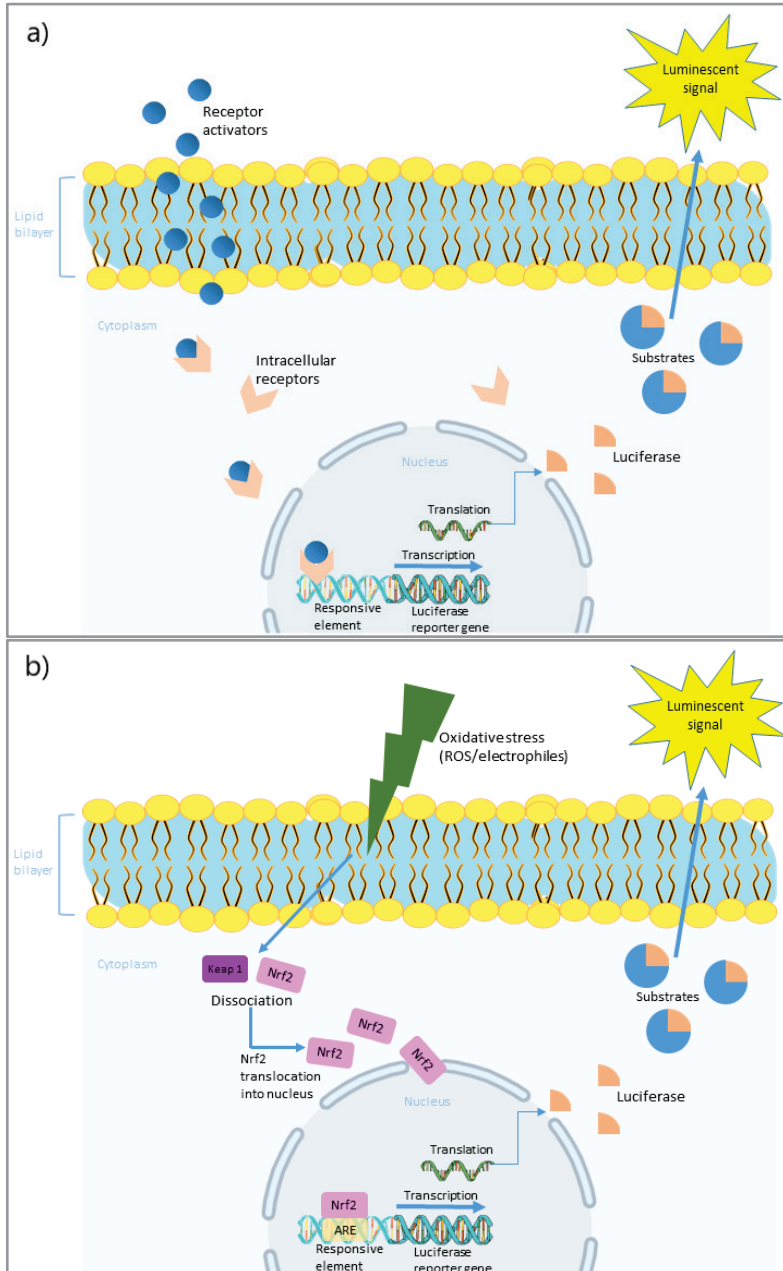 a)
Luminescent
signal
Receptor
activators
Lipid
bilayer
Cytoplasm
Substrates
Intracellular
receptors
Nucleus
Luciferase
Translation
Transcription
Responsive
element
Luciferase
reporter gene
b)
Luminescent
signal
Oxidative stress
(ROS/electrophiles)
Lipid
bilayer
Cytoplasm
Keap 1
Nrf2
Substrates
Dissociation
Nrf2
Nrf2
Nrf2
Nrf2
translocation
into nucleus
Nucleus
Luciferase
Translation
Transcription
Nrf2
ARE
Responsive
element
Luciferase
reporter gene